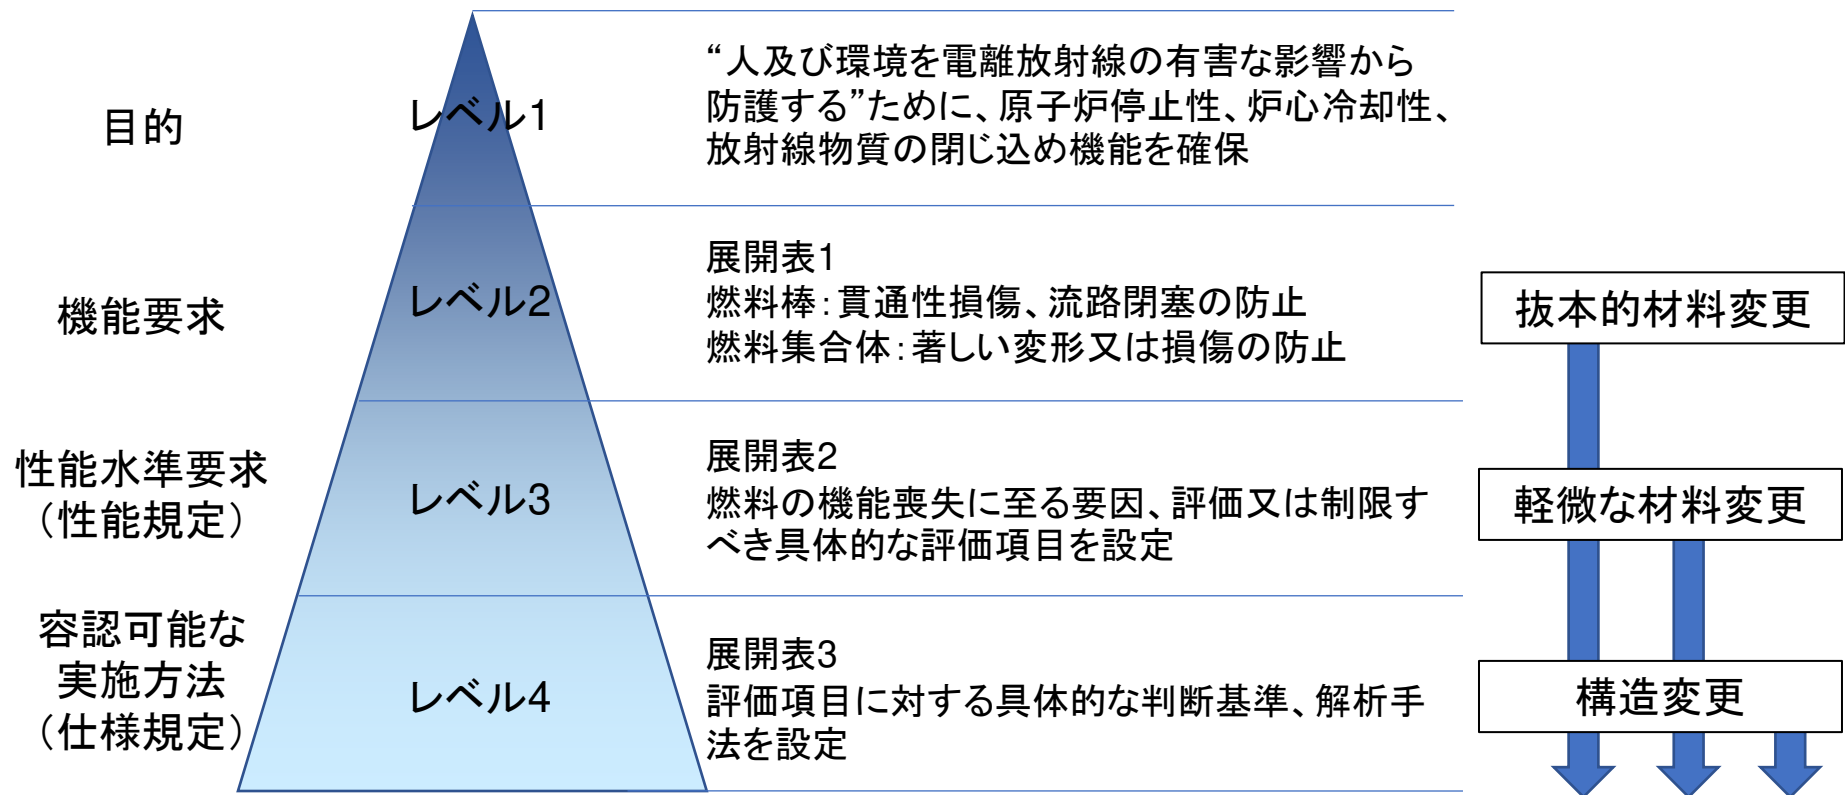 目的
レベル1
“人及び環境を電離放射線の有害な影響から
防護する”ために、原子炉停止性、炉心冷却性、
放射線物質の閉じ込め機能を確保
機能要求
レベル2
展開表1
燃料棒：貫通性損傷、流路閉塞の防止
燃料集合体：著しい変形又は損傷の防止
抜本的材料変更
性能水準要求
（性能規定）
レベル3
展開表2
燃料の機能喪失に至る要因、評価又は制限す
べき具体的な評価項目を設定
軽微な材料変更
容認可能な
実施方法
（仕様規定）
レベル4
展開表3
評価項目に対する具体的な判断基準、解析手
法を設定
構造変更